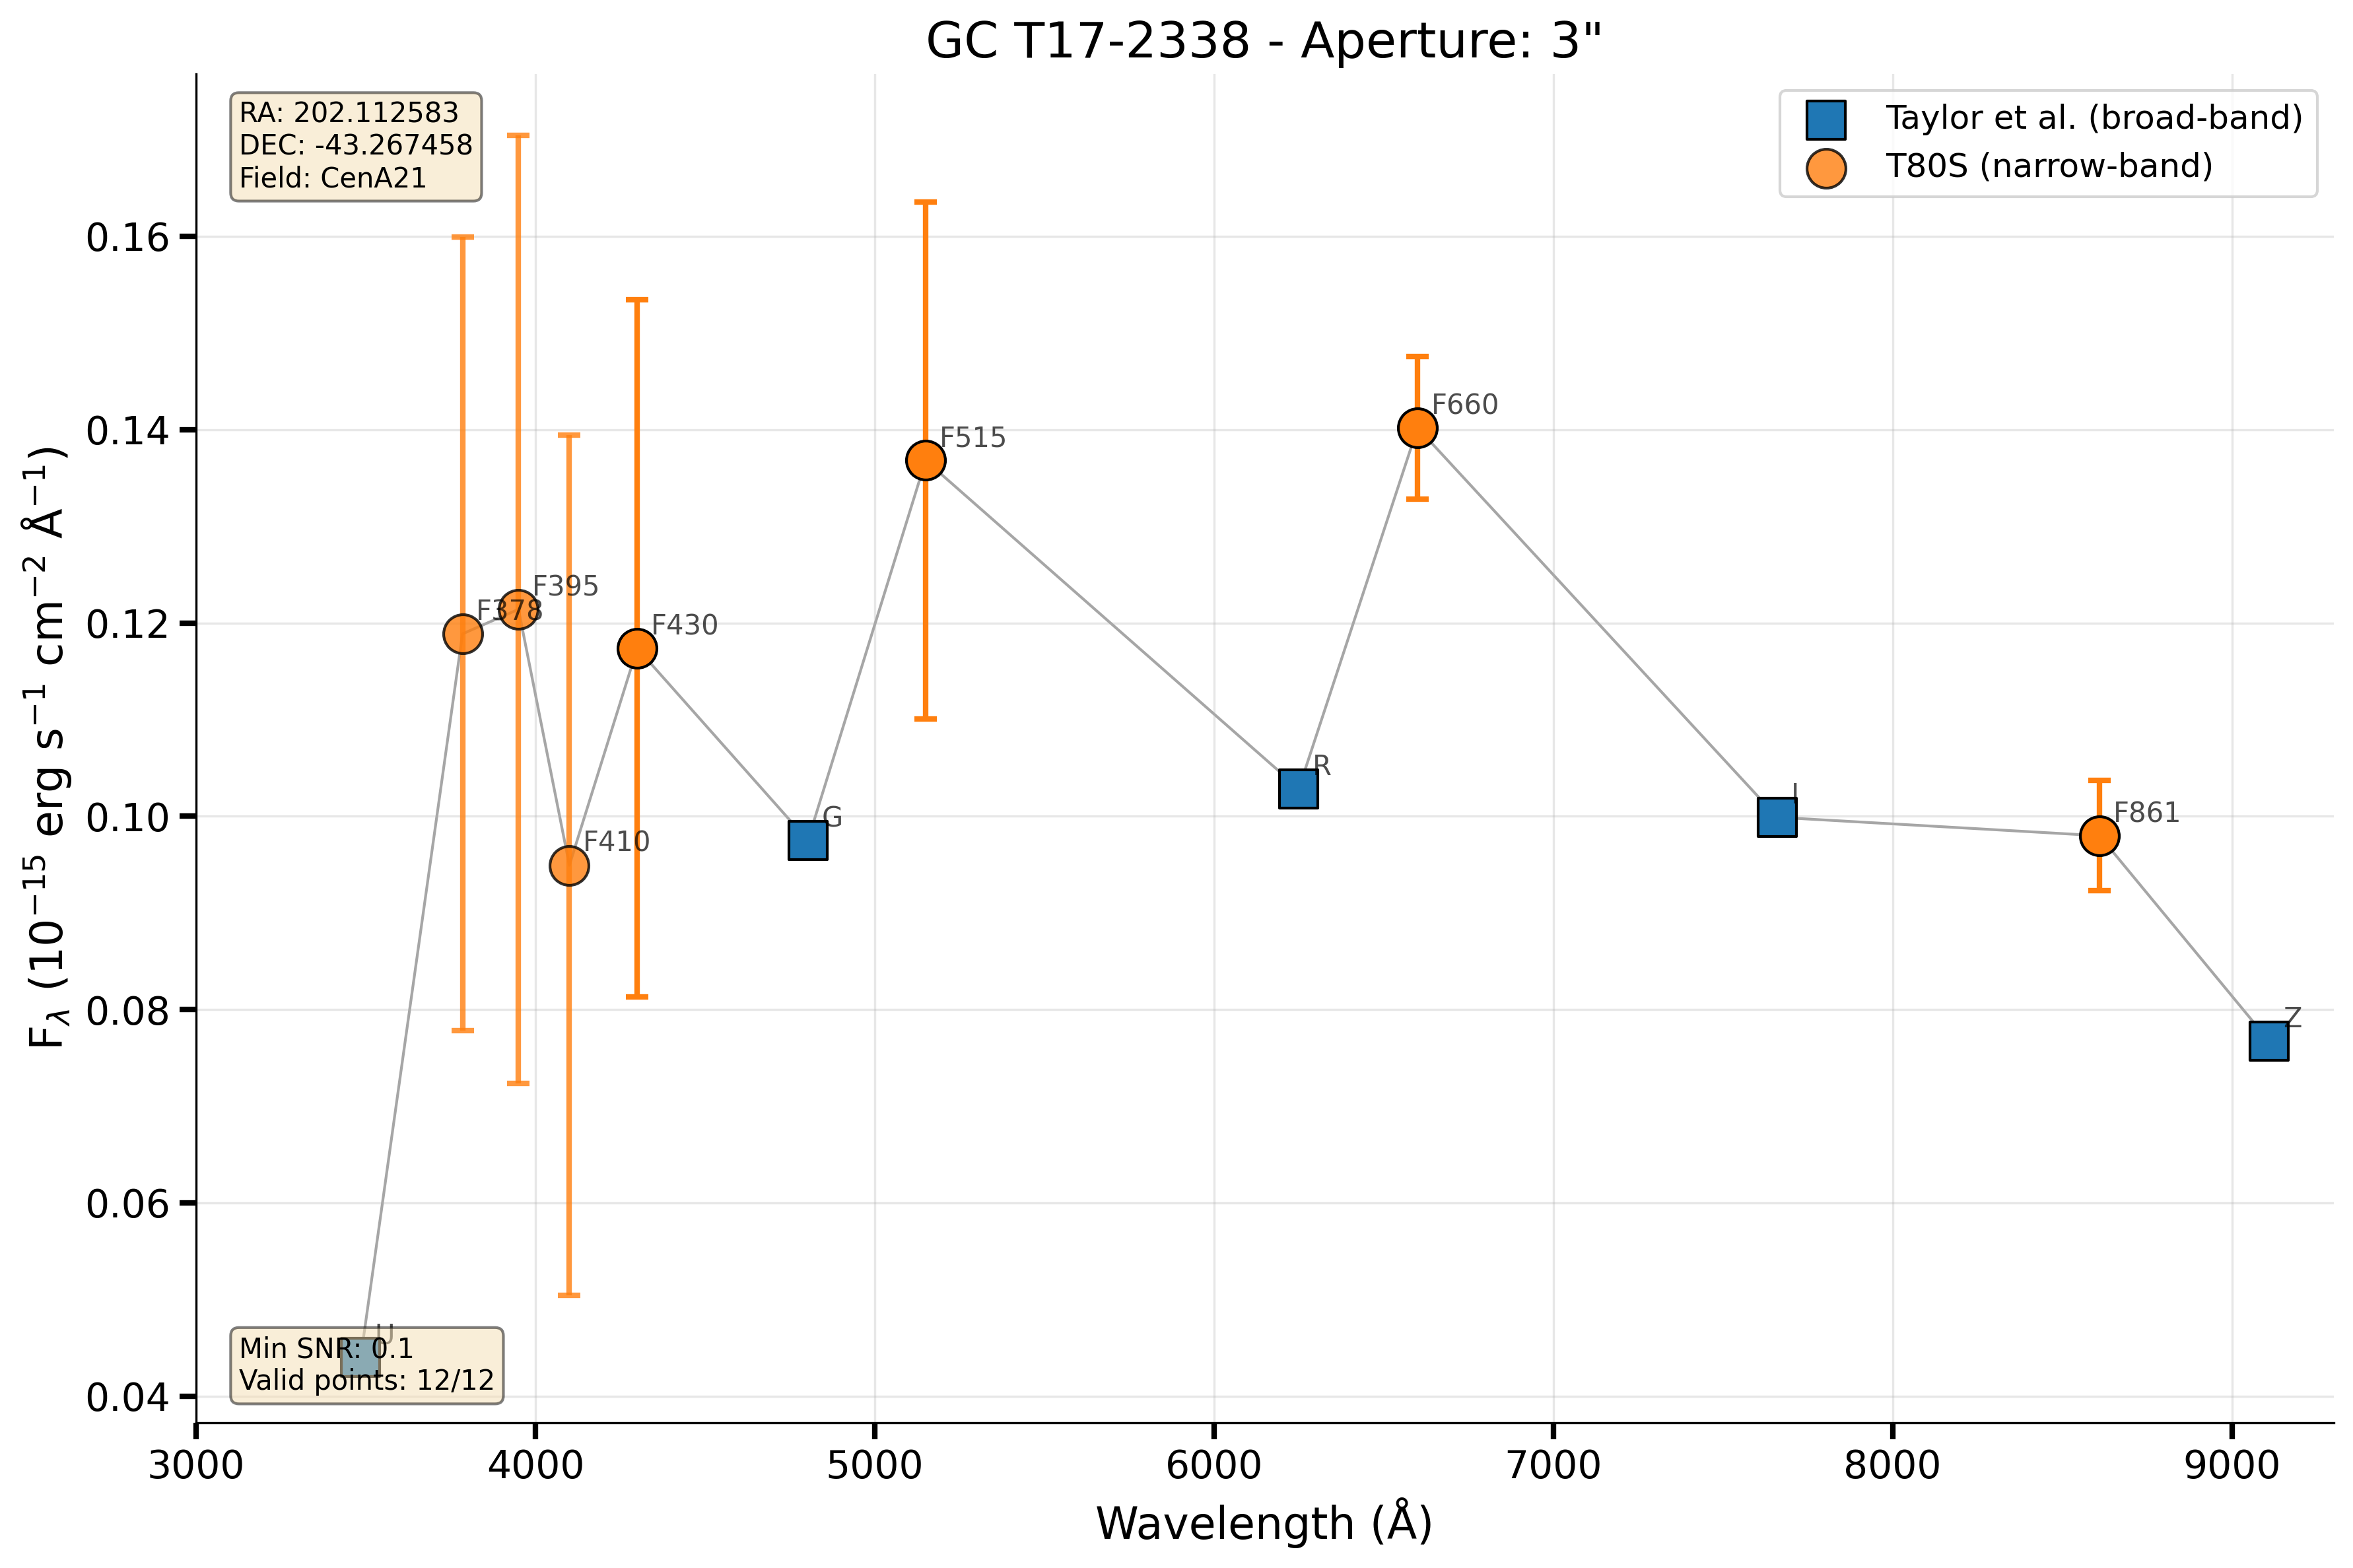 GC T17-2338 - Aperture: 3"
RA: 202.112583
DEC: -43.267458
Field: CenA21
Taylor et al. (broad-band)
T80S (narrow-band)
F_λ (10⁻¹⁵ erg s⁻¹ cm⁻² Å⁻¹)
0.16
0.14
0.12
0.10
0.08
0.06
0.04
U
F378
F395
F410
F430
G
F515
R
F660
I
F861
Z
Min SNR: 0.1
Valid points: 12/12
3000 4000 5000 6000 7000 8000 9000
Wavelength (Å)